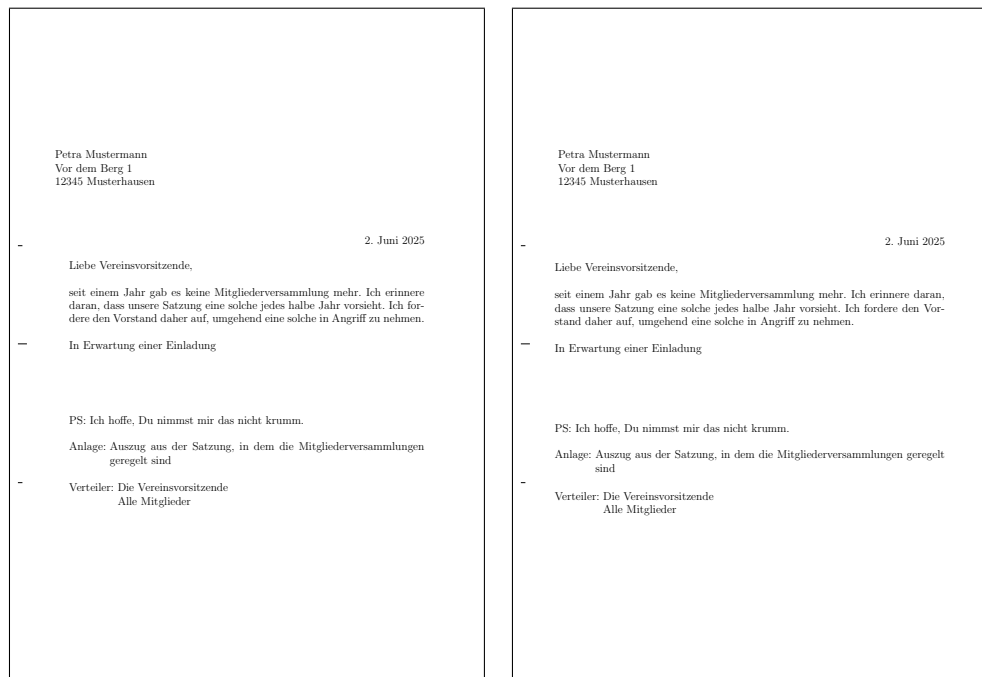 Petra Mustermann
Vor dem Berg 1
12345 Musterhausen
2. Juni 2025
Liebe Vereinsvorsitzende,
seit einem Jahr gab es keine Mitgliederversammlung mehr. Ich erinnere
daran, dass unsere Satzung eine solche jedes halbe Jahr vorsieht. Ich for-
dere den Vorstand daher auf, umgehend eine solche in Angriff zu nehmen.
In Erwartung einer Einladung
PS: Ich hoffe, Du nimmst mir das nicht krumm.
Anlage: Auszug aus der Satzung, in dem die Mitgliederversammlungen
geregelt sind
Verteiler: Die Vereinsvorsitzende
Alle Mitglieder
Petra Mustermann
Vor dem Berg 1
12345 Musterhausen
2. Juni 2025
Liebe Vereinsvorsitzende,
seit einem Jahr gab es keine Mitgliederversammlung mehr. Ich erinnere daran,
dass unsere Satzung eine solche jedes halbe Jahr vorsieht. Ich fordere den Vor-
stand daher auf, umgehend eine solche in Angriff zu nehmen.
In Erwartung einer Einladung
PS: Ich hoffe, Du nimmst mir das nicht krumm.
Anlage: Auszug aus der Satzung, in dem die Mitgliederversammlungen geregelt
sind
Verteiler: Die Vereinsvorsitzende
Alle Mitglieder